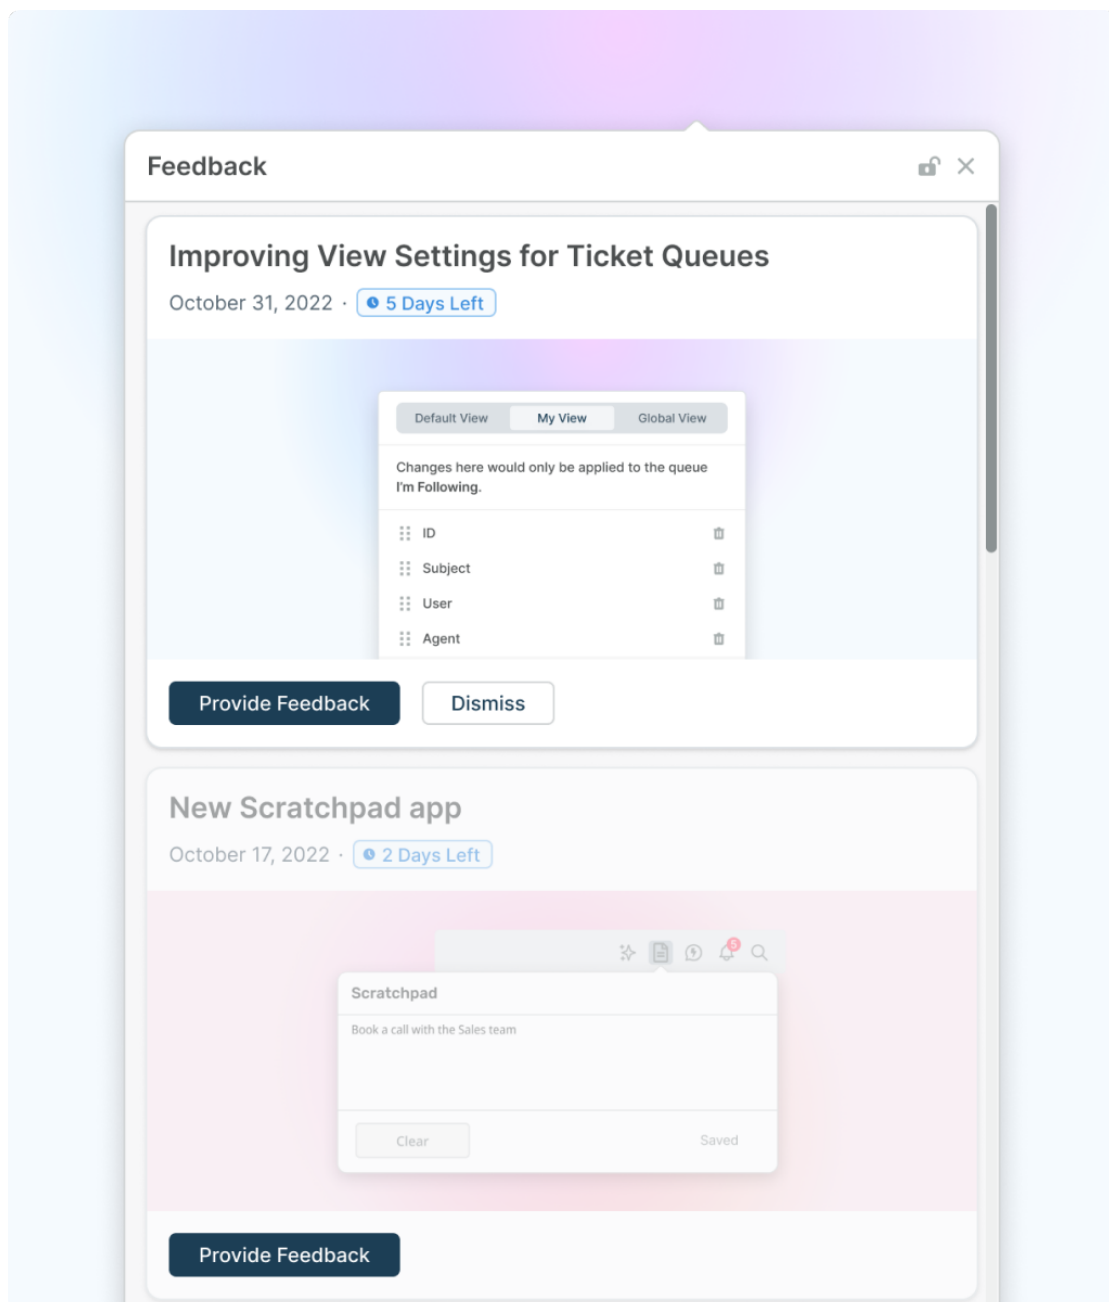 Feedback
Improving View Settings for Ticket Queues
October 31, 2022 · 5 Days Left
Default View My View Global View
Changes here would only be applied to the queue
I'm Following.
ID
Subject
User
Agent
Provide Feedback Dismiss
New Scratchpad app
October 17, 2022 · 2 Days Left
5
Scratchpad
Book a call with the Sales team
Clear Saved
Provide Feedback